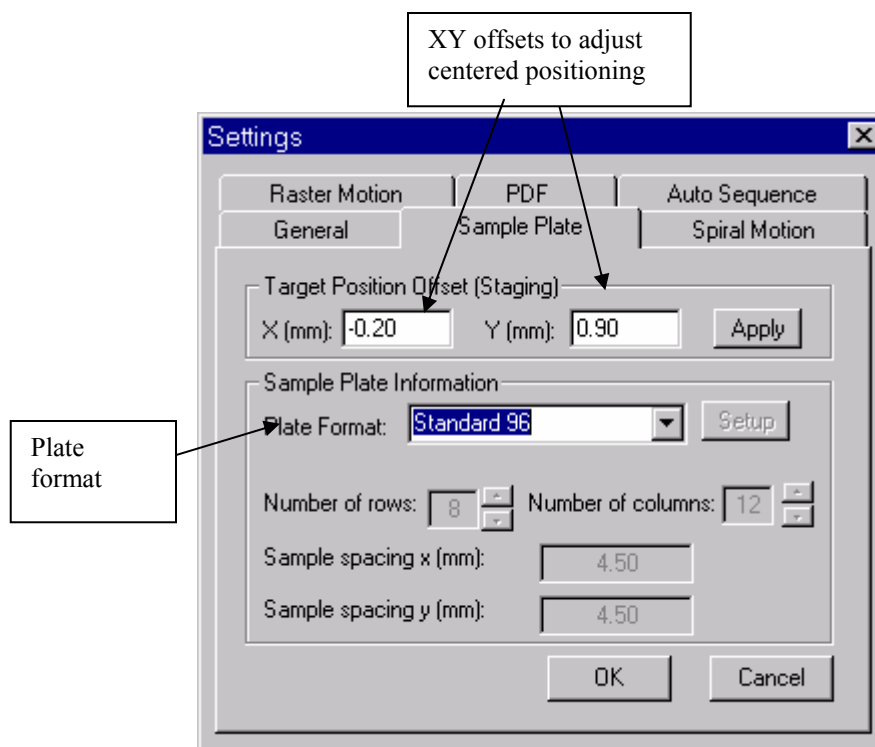 XY offsets to adjust
centered positioning
Settings
Raster Motion PDF Auto Sequence
General Sample Plate Spiral Motion
Target Position Offset (Staging)
X (mm): -0.20 Y (mm): 0.90 Apply
Sample Plate Information
Plate Format: Standard 96 Setup
Plate
format
Number of rows: 8 Number of columns: 12
Sample spacing x (mm): 4.50
Sample spacing y (mm): 4.50
OK Cancel